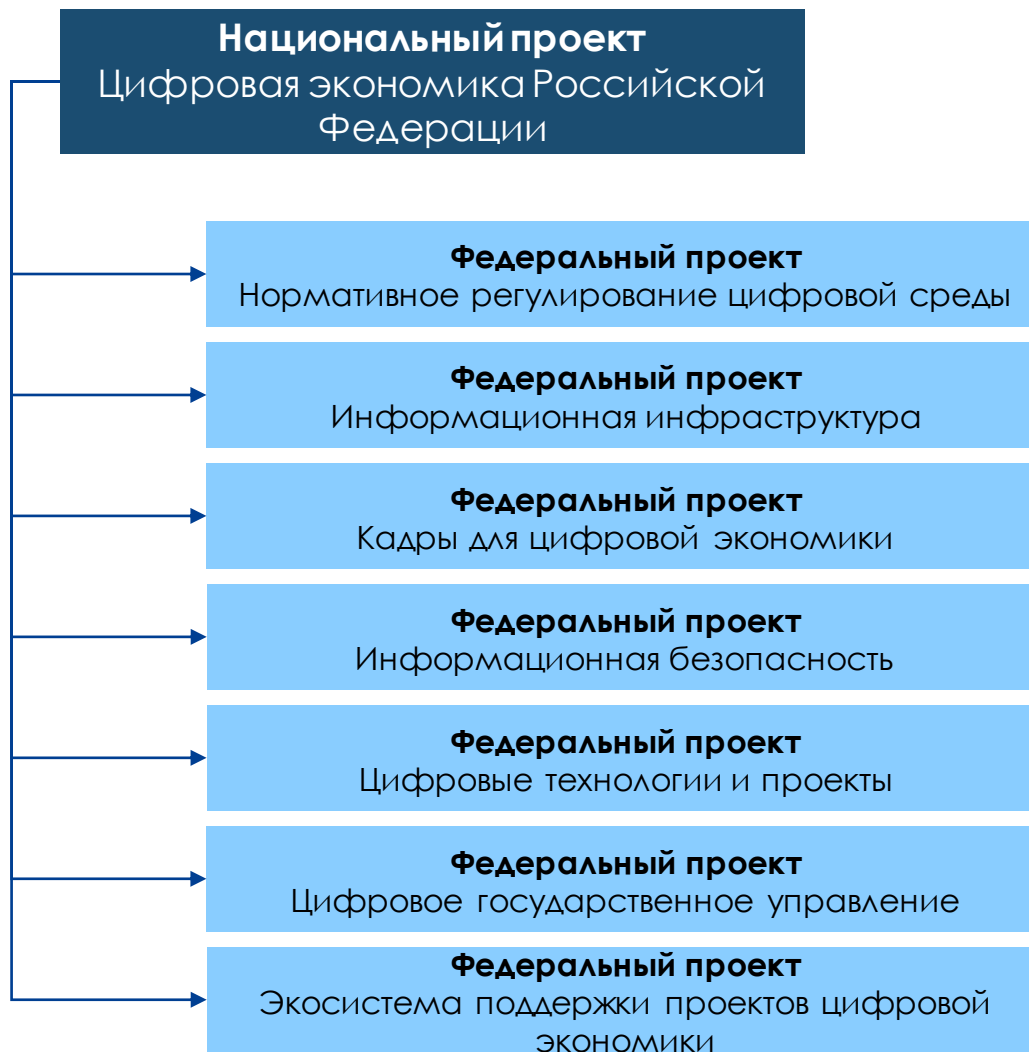 Национальный проект
Цифровая экономика Российской
Федерации
Федеральный проект
Нормативное регулирование цифровой среды
Федеральный проект
Информационная инфраструктура
Федеральный проект
Кадры для цифровой экономики
Федеральный проект
Информационная безопасность
Федеральный проект
Цифровые технологии и проекты
Федеральный проект
Цифровое государственное управление
Федеральный проект
Экосистема поддержки проектов цифровой
экономики